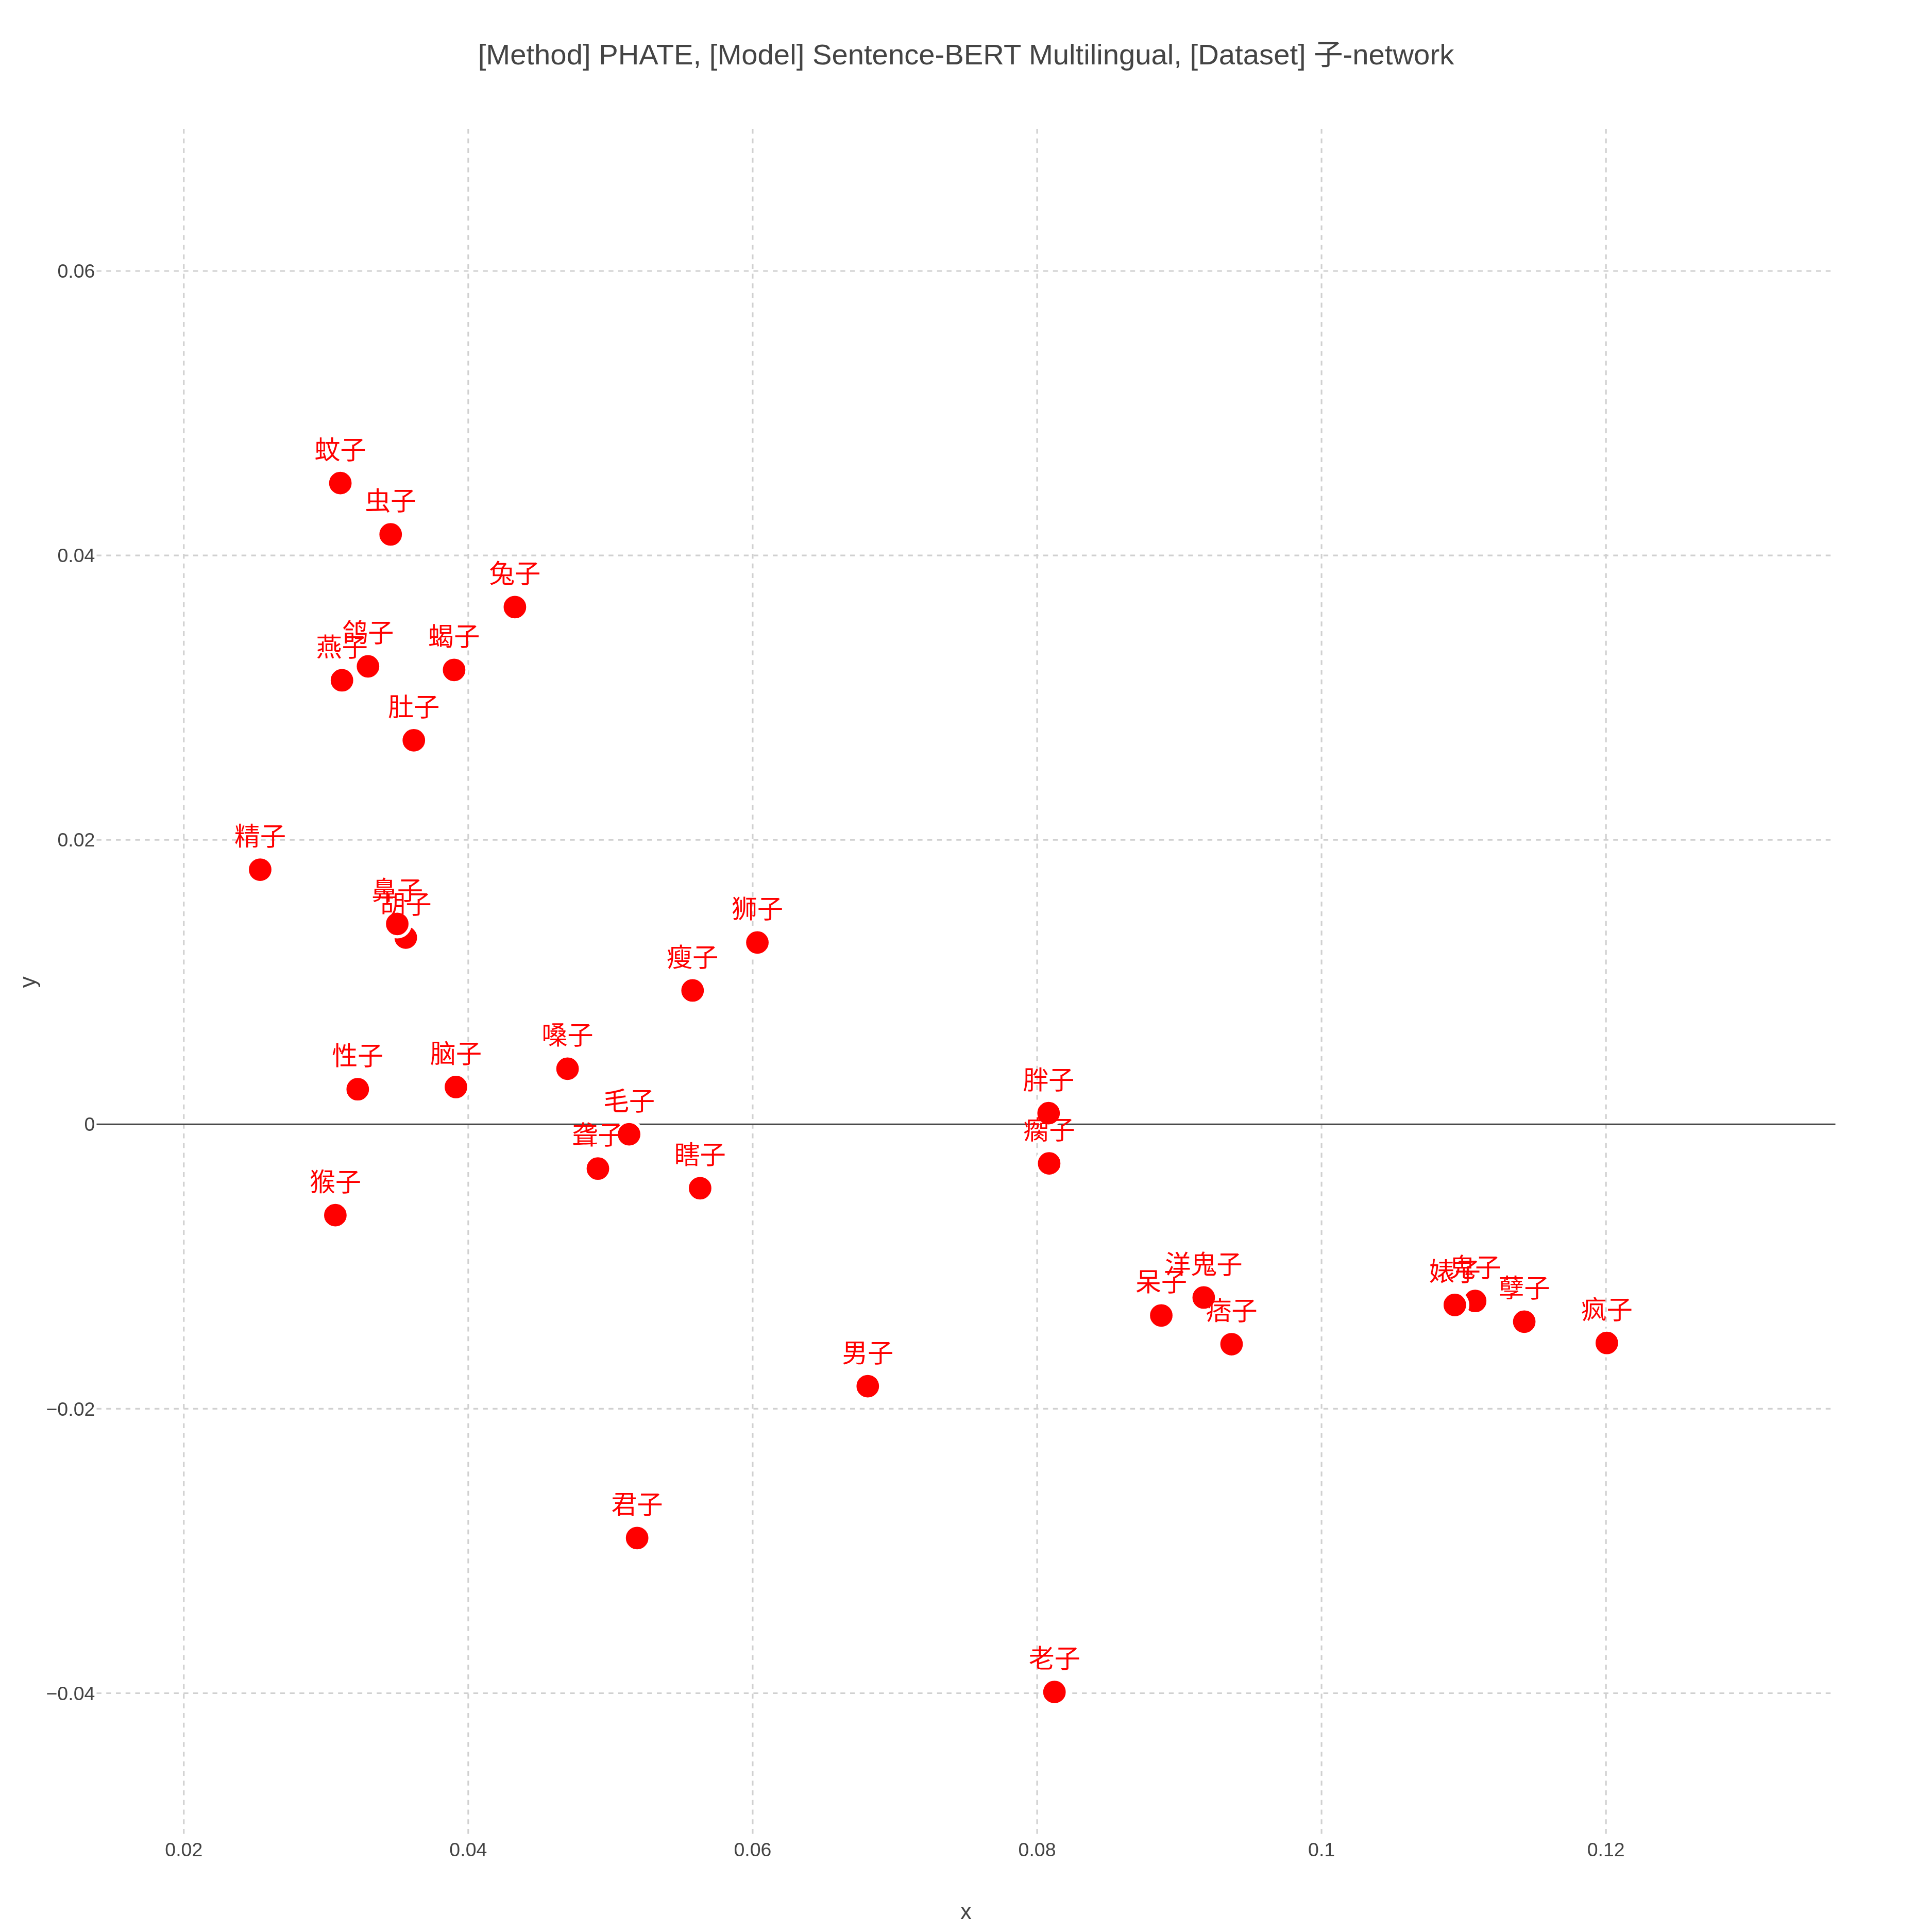 [Method] PHATE, [Model] Sentence-BERT Multilingual, [Dataset] 子-network
0.06
蚊子
虫子
0.04
兔子
鸽子
蝎子
燕子
肚子
0.02
精子
鼻子
胡子
狮子
瘦子
y
嗓子
脑子
性子
胖子
毛子
0
聋子
瘸子
瞎子
猴子
洋鬼子
鬼子
婊子
呆子
孽子
疯子
痞子
男子
−0.02
君子
老子
−0.04
0.02
0.04
0.06
0.08
0.1
0.12
x